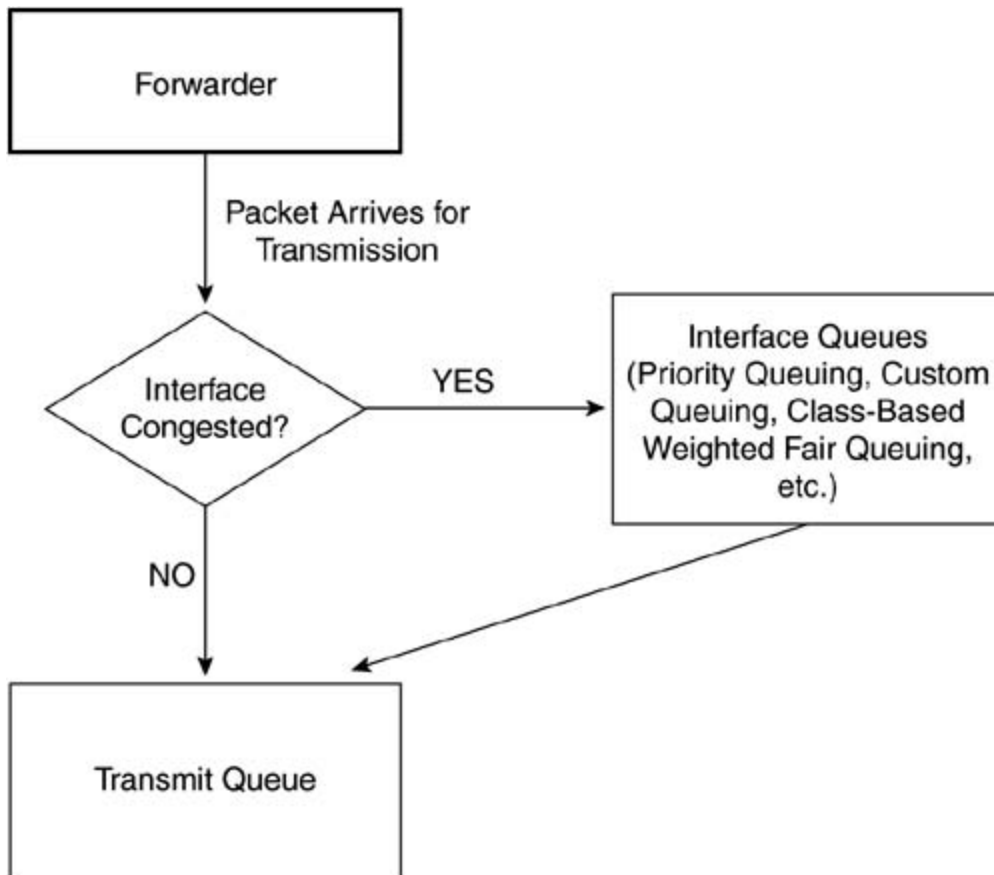 Forwarder
Packet Arrives for
Transmission
Interface
Congested?
YES
Interface Queues
(Priority Queuing, Custom
Queuing, Class-Based
Weighted Fair Queuing,
etc.)
NO
Transmit Queue